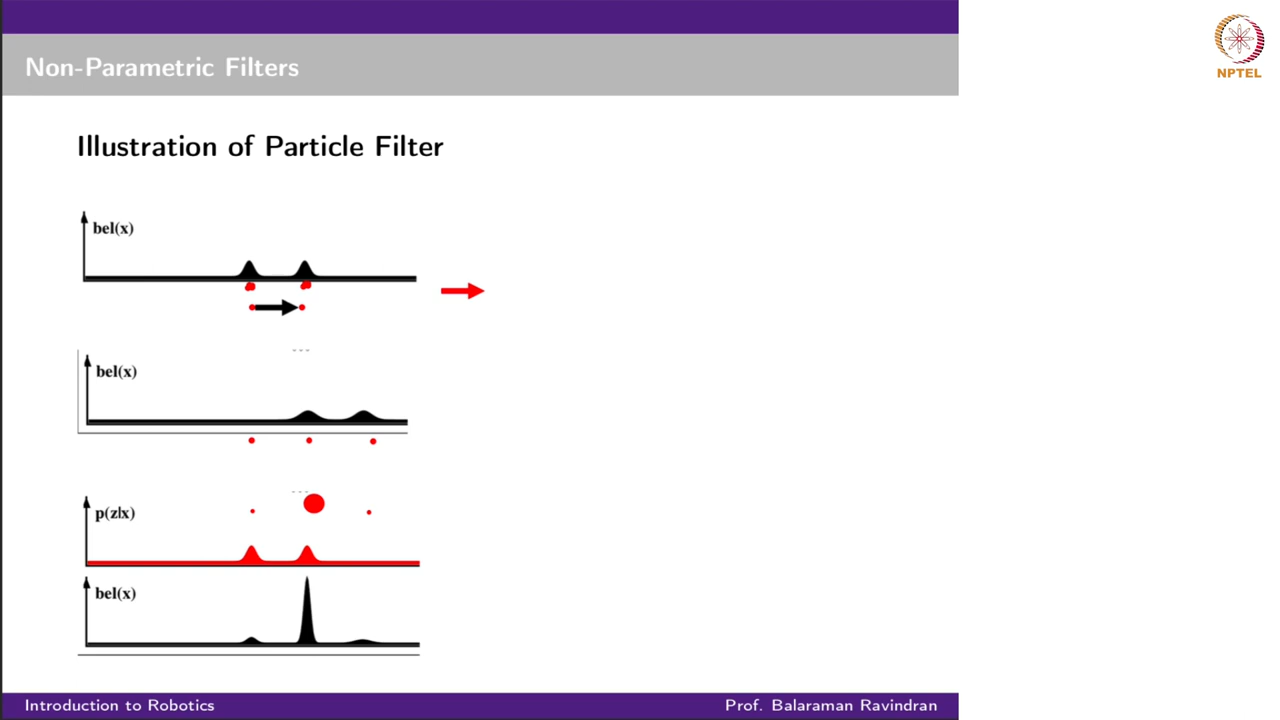 NPTEL
Non-Parametric Filters
Illustration of Particle Filter
bel(x)
bel(x)
p(z|x)
bel(x)
Introduction to Robotics
Prof. Balaraman Ravindran